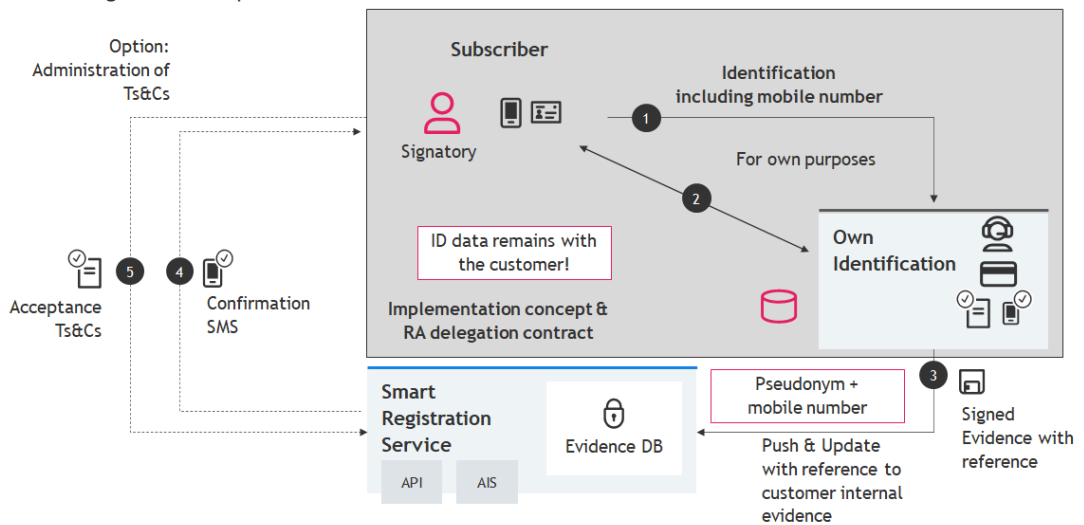 Option:
Administration of
Ts&Cs
Subscriber
Signatory
Identification
including mobile number
1
For own purposes
2
ID data remains with
the customer!
Own
Identification
Implementation concept &
RA delegation contract
5
4
Acceptance
Ts&Cs
Confirmation
SMS
3
Pseudonym +
mobile number
Signed
Evidence with
reference
Smart
Registration
Service
Evidence DB
API
AIS
Push & Update
with reference to
customer internal
evidence